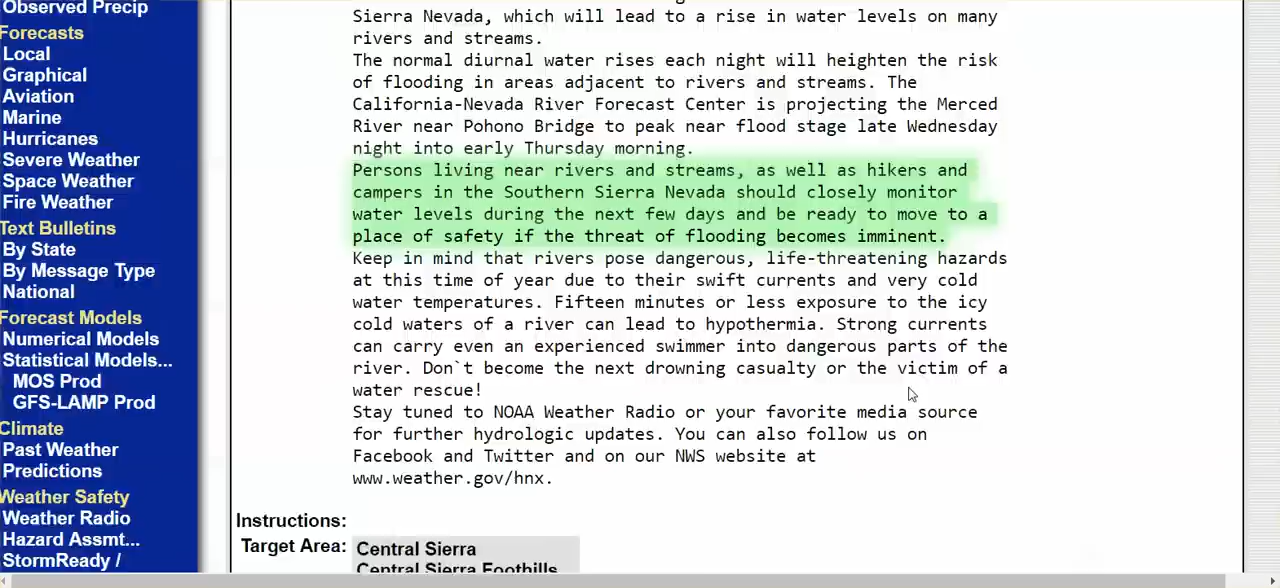 Observed Precip
Forecasts
Local
Graphical
Aviation
Marine
Hurricanes
Severe Weather
Space Weather
Fire Weather
Text Bulletins
By State
By Message Type
National
Forecast Models
Numerical Models
Statistical Models...
MOS Prod
GFS-LAMP Prod
Climate
Past Weather
Predictions
Weather Safety
Weather Radio
Hazard Assmt...
StormReady /
Sierra Nevada, which will lead to a rise in water levels on many
rivers and streams.
The normal diurnal water rises each night will heighten the risk
of flooding in areas adjacent to rivers and streams. The
California-Nevada River Forecast Center is projecting the Merced
River near Pohono Bridge to peak near flood stage late Wednesday
night into early Thursday morning.
Persons living near rivers and streams, as well as hikers and
campers in the Southern Sierra Nevada should closely monitor
water levels during the next few days and be ready to move to a
place of safety if the threat of flooding becomes imminent.
Keep in mind that rivers pose dangerous, life-threatening hazards
at this time of year due to their swift currents and very cold
water temperatures. Fifteen minutes or less exposure to the icy
cold waters of a river can lead to hypothermia. Strong currents
can carry even an experienced swimmer into dangerous parts of the
river. Don`t become the next drowning casualty or the victim of a
water rescue!
Stay tuned to NOAA Weather Radio or your favorite media source
for further hydrologic updates. You can also follow us on
Facebook and Twitter and on our NWS website at
www.weather.gov/hnx.
Instructions:
Target Area: Central Sierra
Central Sierra Foothills